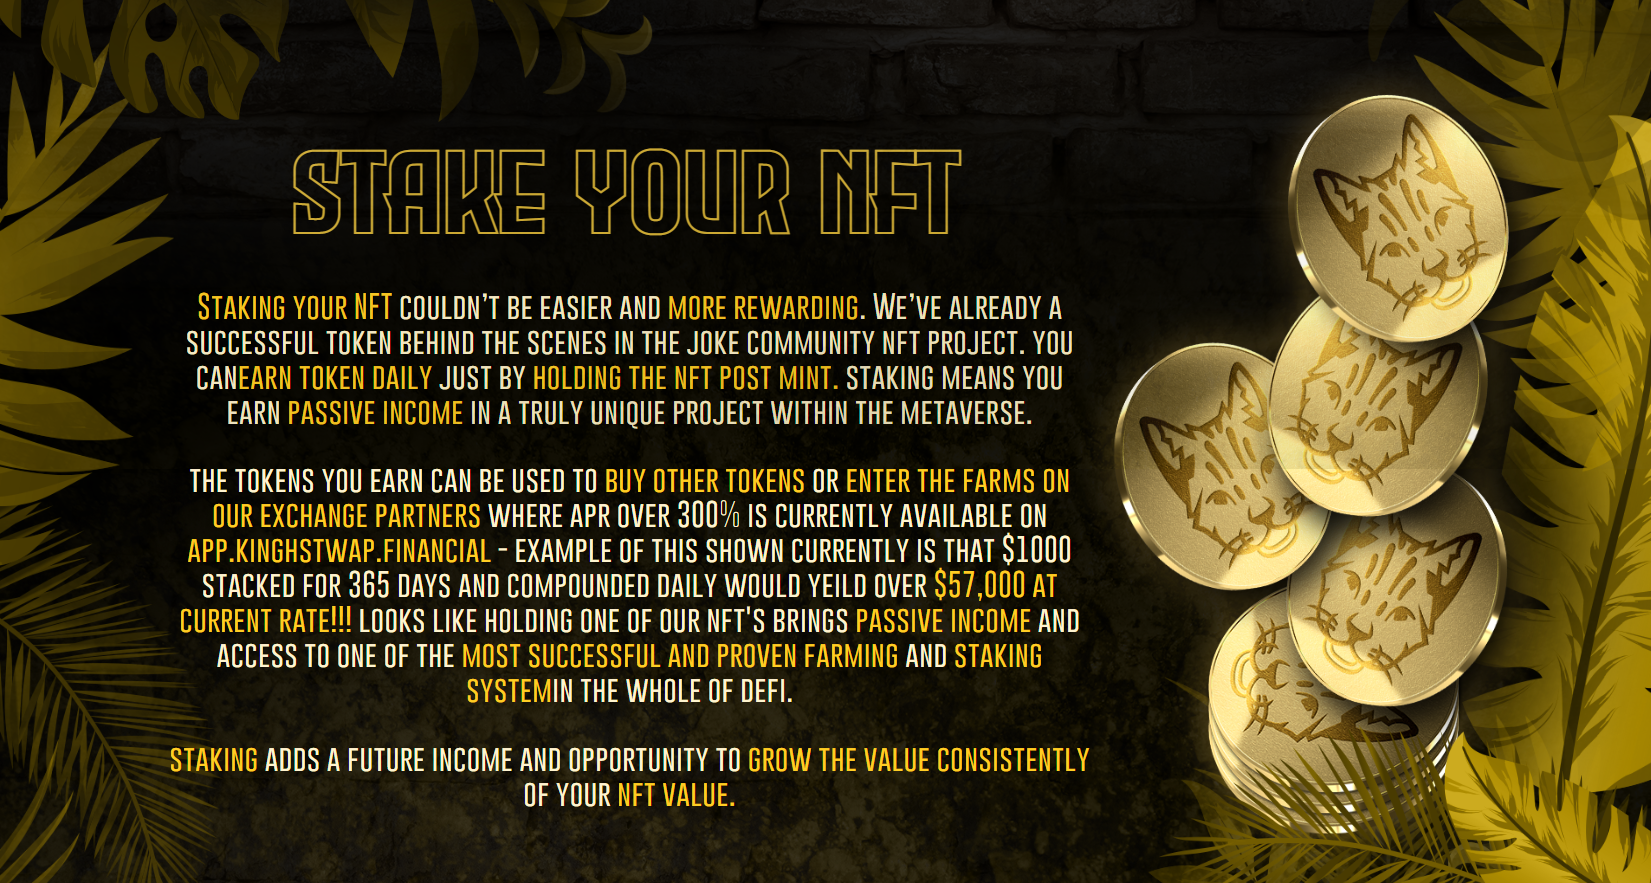 STAKE YOUR NFT
STAKING YOUR NFT COULDN'T BE EASIER AND MORE REWARDING. WE'VE ALREADY A
SUCCESSFUL TOKEN BEHIND THE SCENES IN THE JOKE COMMUNITY NFT PROJECT. YOU
CANEARN TOKEN DAILY JUST BY HOLDING THE NFT POST MINT. STAKING MEANS YOU
EARN PASSIVE INCOME IN A TRULY UNIQUE PROJECT WITHIN THE METAVERSE.
THE TOKENS YOU EARN CAN BE USED TO BUY OTHER TOKENS OR ENTER THE FARMS ON
OUR EXCHANGE PARTNERS WHERE APR OVER 300% IS CURRENTLY AVAILABLE ON
APP.KINGHSTWAP.FINANCIAL - EXAMPLE OF THIS SHOWN CURRENTLY IS THAT $1000
STACKED FOR 365 DAYS AND COMPOUNDED DAILY WOULD YEILD OVER $57,000 AT
CURRENT RATE!!! LOOKS LIKE HOLDING ONE OF OUR NFT'S BRINGS PASSIVE INCOME AND
ACCESS TO ONE OF THE MOST SUCCESSFUL AND PROVEN FARMING AND STAKING
SYSTEMIN THE WHOLE OF DEFI.
STAKING ADDS A FUTURE INCOME AND OPPORTUNITY TO GROW THE VALUE CONSISTENTLY
OF YOUR NFT VALUE.